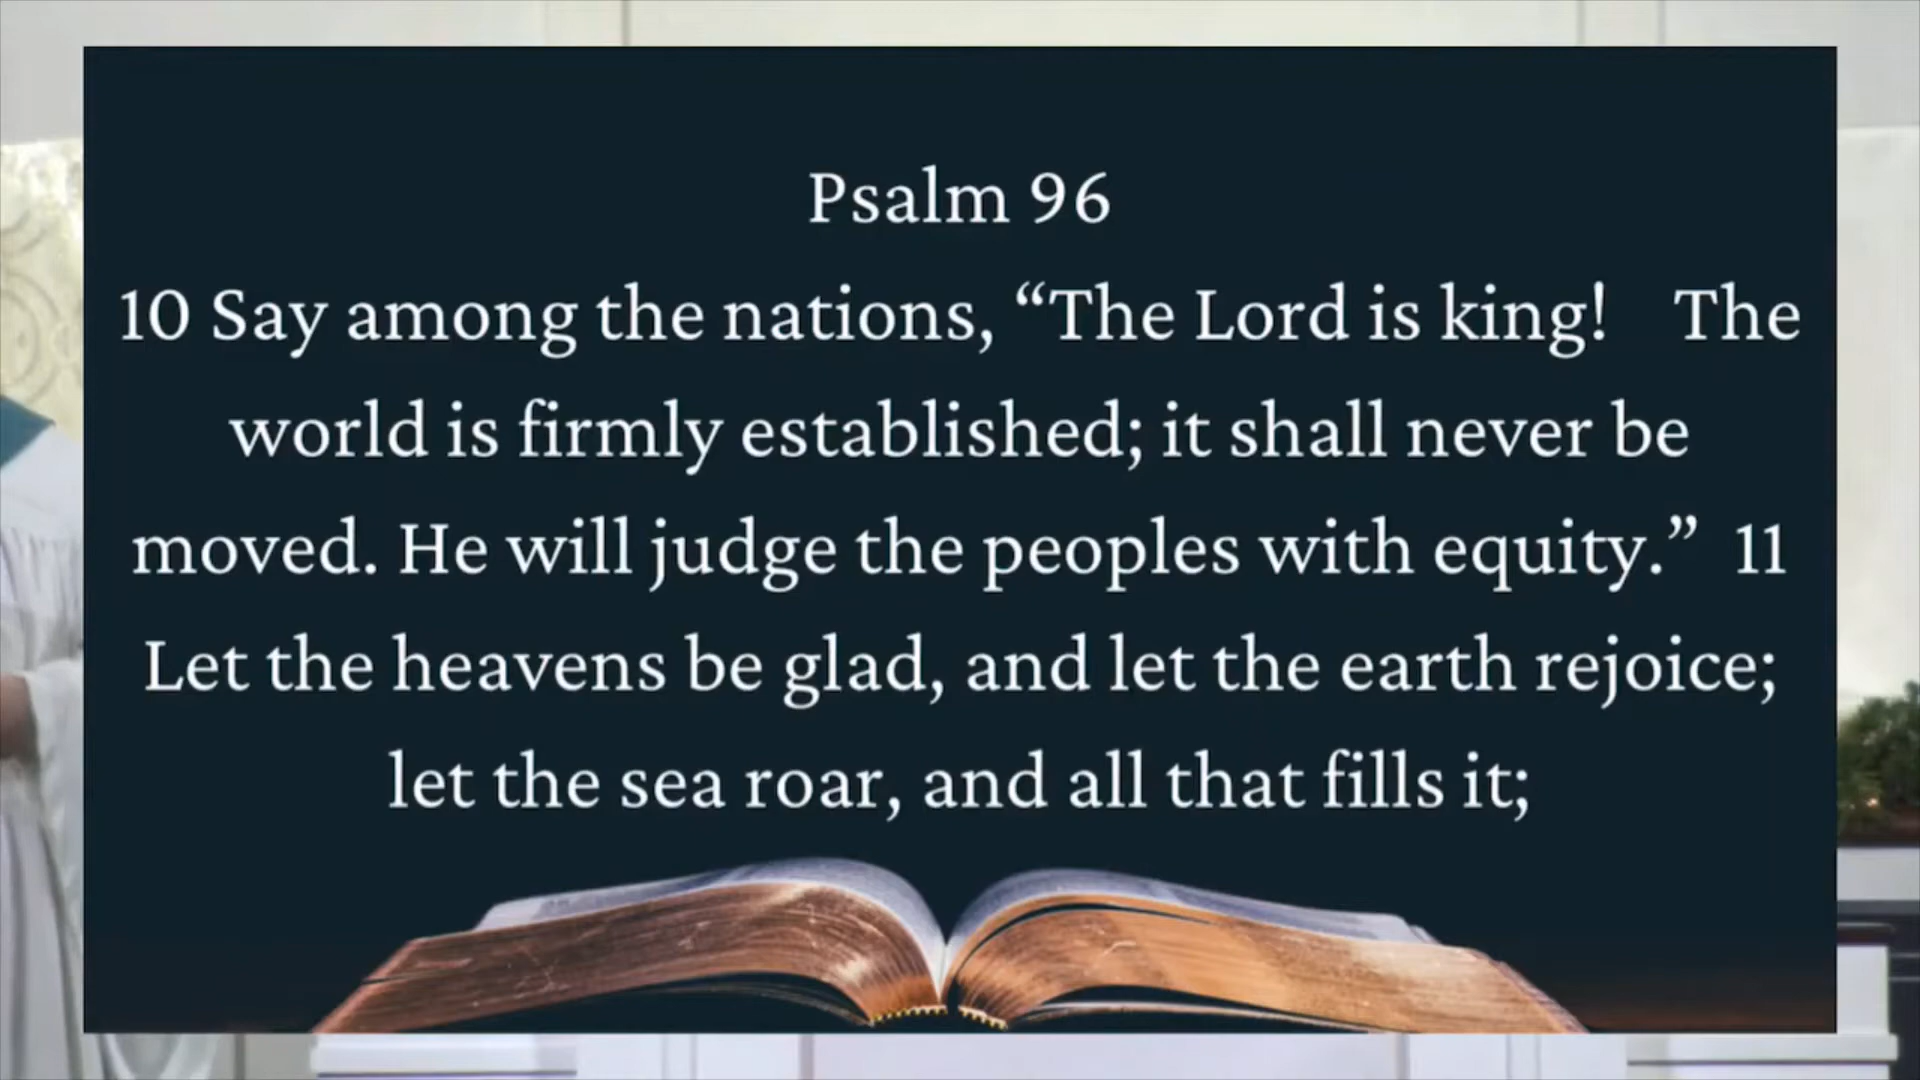 Psalm 96
10 Say among the nations, “The Lord is king!    The
world is firmly established; it shall never be
moved. He will judge the peoples with equity.”  11
Let the heavens be glad, and let the earth rejoice;
let the sea roar, and all that fills it;